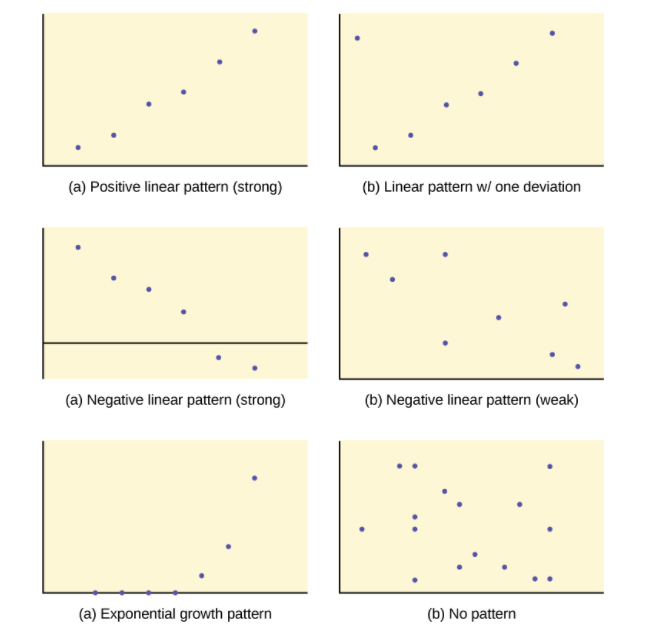 (a) Positive linear pattern (strong)
(b) Linear pattern w/ one deviation
(a) Negative linear pattern (strong)
(b) Negative linear pattern (weak)
(a) Exponential growth pattern
(b) No pattern